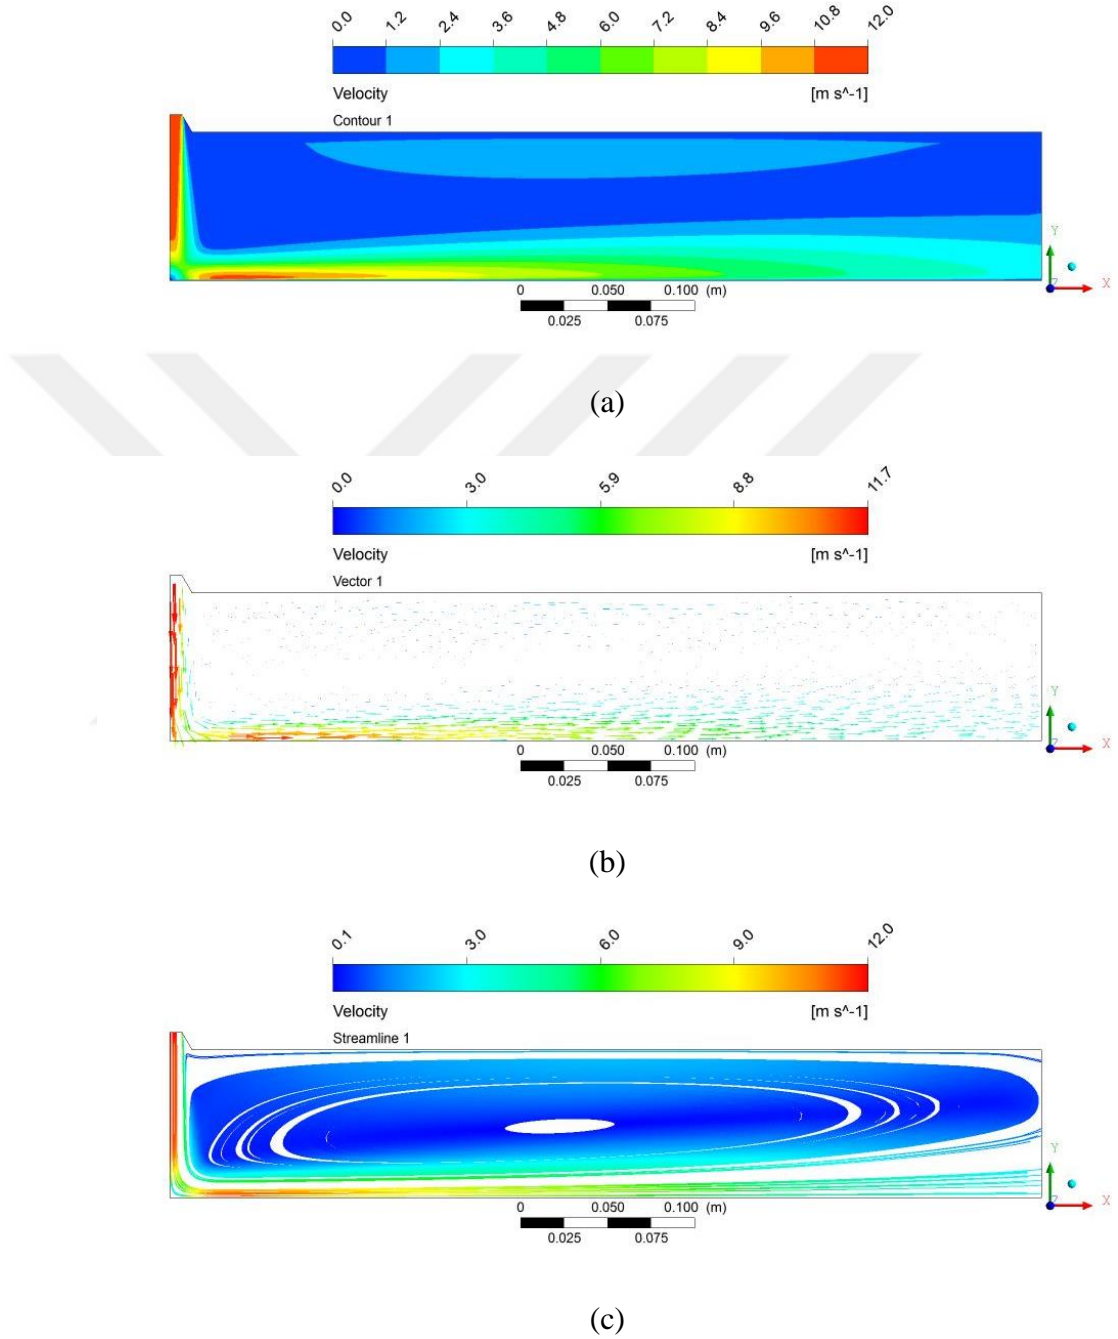 0.0 1.2 2.4 3.6 4.8 6.0 7.2 8.4 9.6 10.8 12.0
Velocity [m s^-1]
Contour 1
Y
X
Z
0 0.050 0.100 (m)
0.025 0.075
(a)
0.0 3.0 5.9 8.8 11.7
Velocity [m s^-1]
Vector 1
Y
X
Z
0 0.050 0.100 (m)
0.025 0.075
(b)
0.1 3.0 6.0 9.0 12.0
Velocity [m s^-1]
Streamline 1
Y
X
Z
0 0.050 0.100 (m)
0.025 0.075
(c)